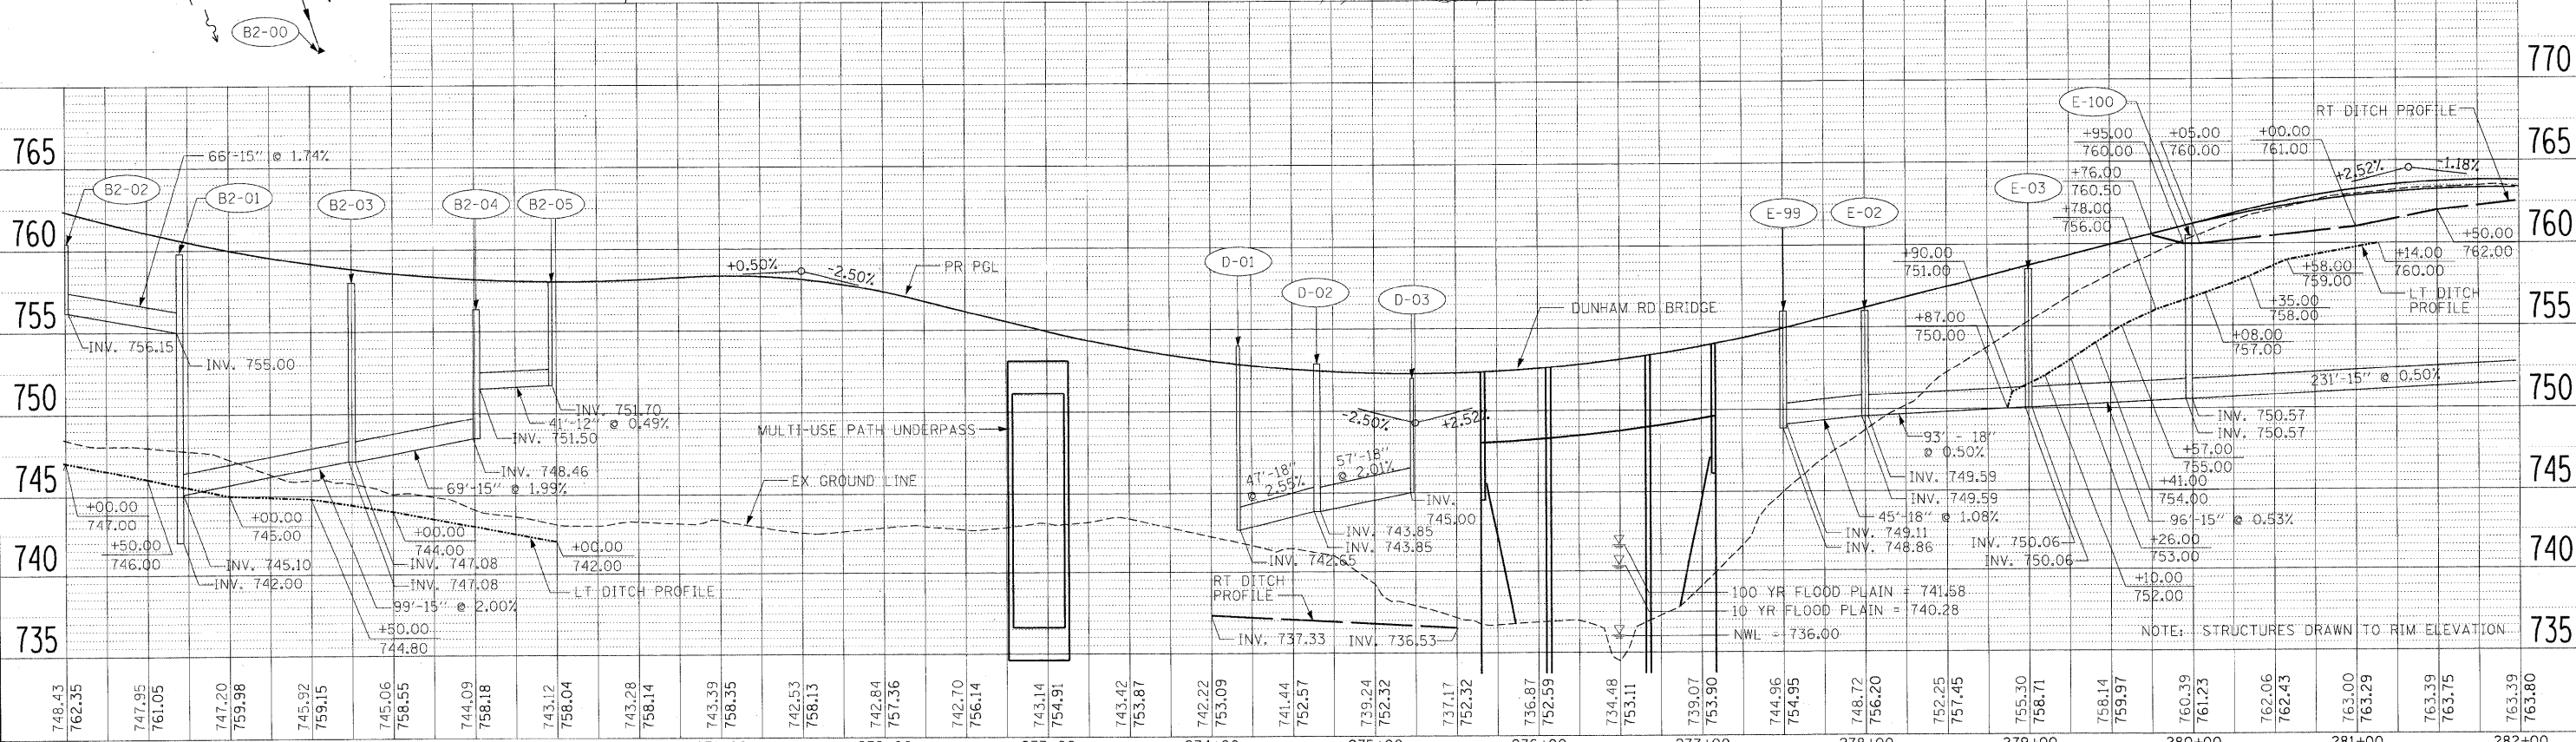 B2-00
770
770
765
765
760
760
755
755
750
750
745
745
740
740
735
735
B2-02
66'-15" @ 1.74%
B2-01
B2-03
B2-04
B2-05
INV. 756.15
INV. 755.00
INV. 751.70
41'-12" @ 0.49%
INV. 751.50
INV. 748.46
69'-15" @ 1.99%
+00.00
747.00
+50.00
746.00
+00.00
745.00
INV. 745.10
INV. 742.00
+00.00
744.00
INV. 747.08
INV. 747.08
99'-15" @ 2.00%
+50.00
744.80
+00.00
742.00
LT DITCH PROFILE
+0.50%
-2.50%
PR PGL
MULTI-USE PATH UNDERPASS
EX GROUND LINE
D-01
D-02
D-03
DUNHAM RD BRIDGE
-2.50%
+2.52%
47'-18"
@ 2.55%
57'-18"
@ 2.01%
INV.
745.00
INV. 743.85
INV. 743.85
INV. 742.65
RT DITCH
PROFILE
INV. 737.33
INV. 736.53
100 YR FLOOD PLAIN = 741.58
10 YR FLOOD PLAIN = 740.28
NWL = 736.00
E-99
E-02
E-03
E-100
RT DITCH PROFILE
+95.00
760.00
+05.00
760.00
+00.00
761.00
+76.00
760.50
+78.00
756.00
+2.52%
-1.18%
+90.00
751.00
+87.00
750.00
+50.00
762.00
+14.00
760.00
+58.00
759.00
LT DITCH
PROFILE
+35.00
758.00
+08.00
757.00
231'-15" @ 0.50%
INV. 750.57
INV. 750.57
93' - 18"
@ 0.50%
+57.00
755.00
INV. 749.59
INV. 749.59
+41.00
754.00
45'-18" @ 1.08%
96'-15" @ 0.53%
INV. 749.11
INV. 748.86
INV. 750.06
INV. 750.06
+26.00
753.00
+10.00
752.00
NOTE: STRUCTURES DRAWN TO RIM ELEVATION
748.43
762.35
747.95
761.05
747.20
759.98
745.92
759.15
745.06
758.55
744.09
758.18
743.12
758.04
743.28
758.14
743.39
758.35
742.53
758.13
742.84
757.36
742.70
756.14
743.14
754.91
743.42
753.87
742.22
753.09
741.44
752.57
739.24
752.32
737.17
752.32
736.87
752.59
734.48
753.11
739.07
753.90
744.96
754.95
748.72
756.20
752.25
757.45
755.30
758.71
758.14
759.97
760.39
761.23
762.06
762.43
763.00
763.29
763.39
763.75
763.39
763.80